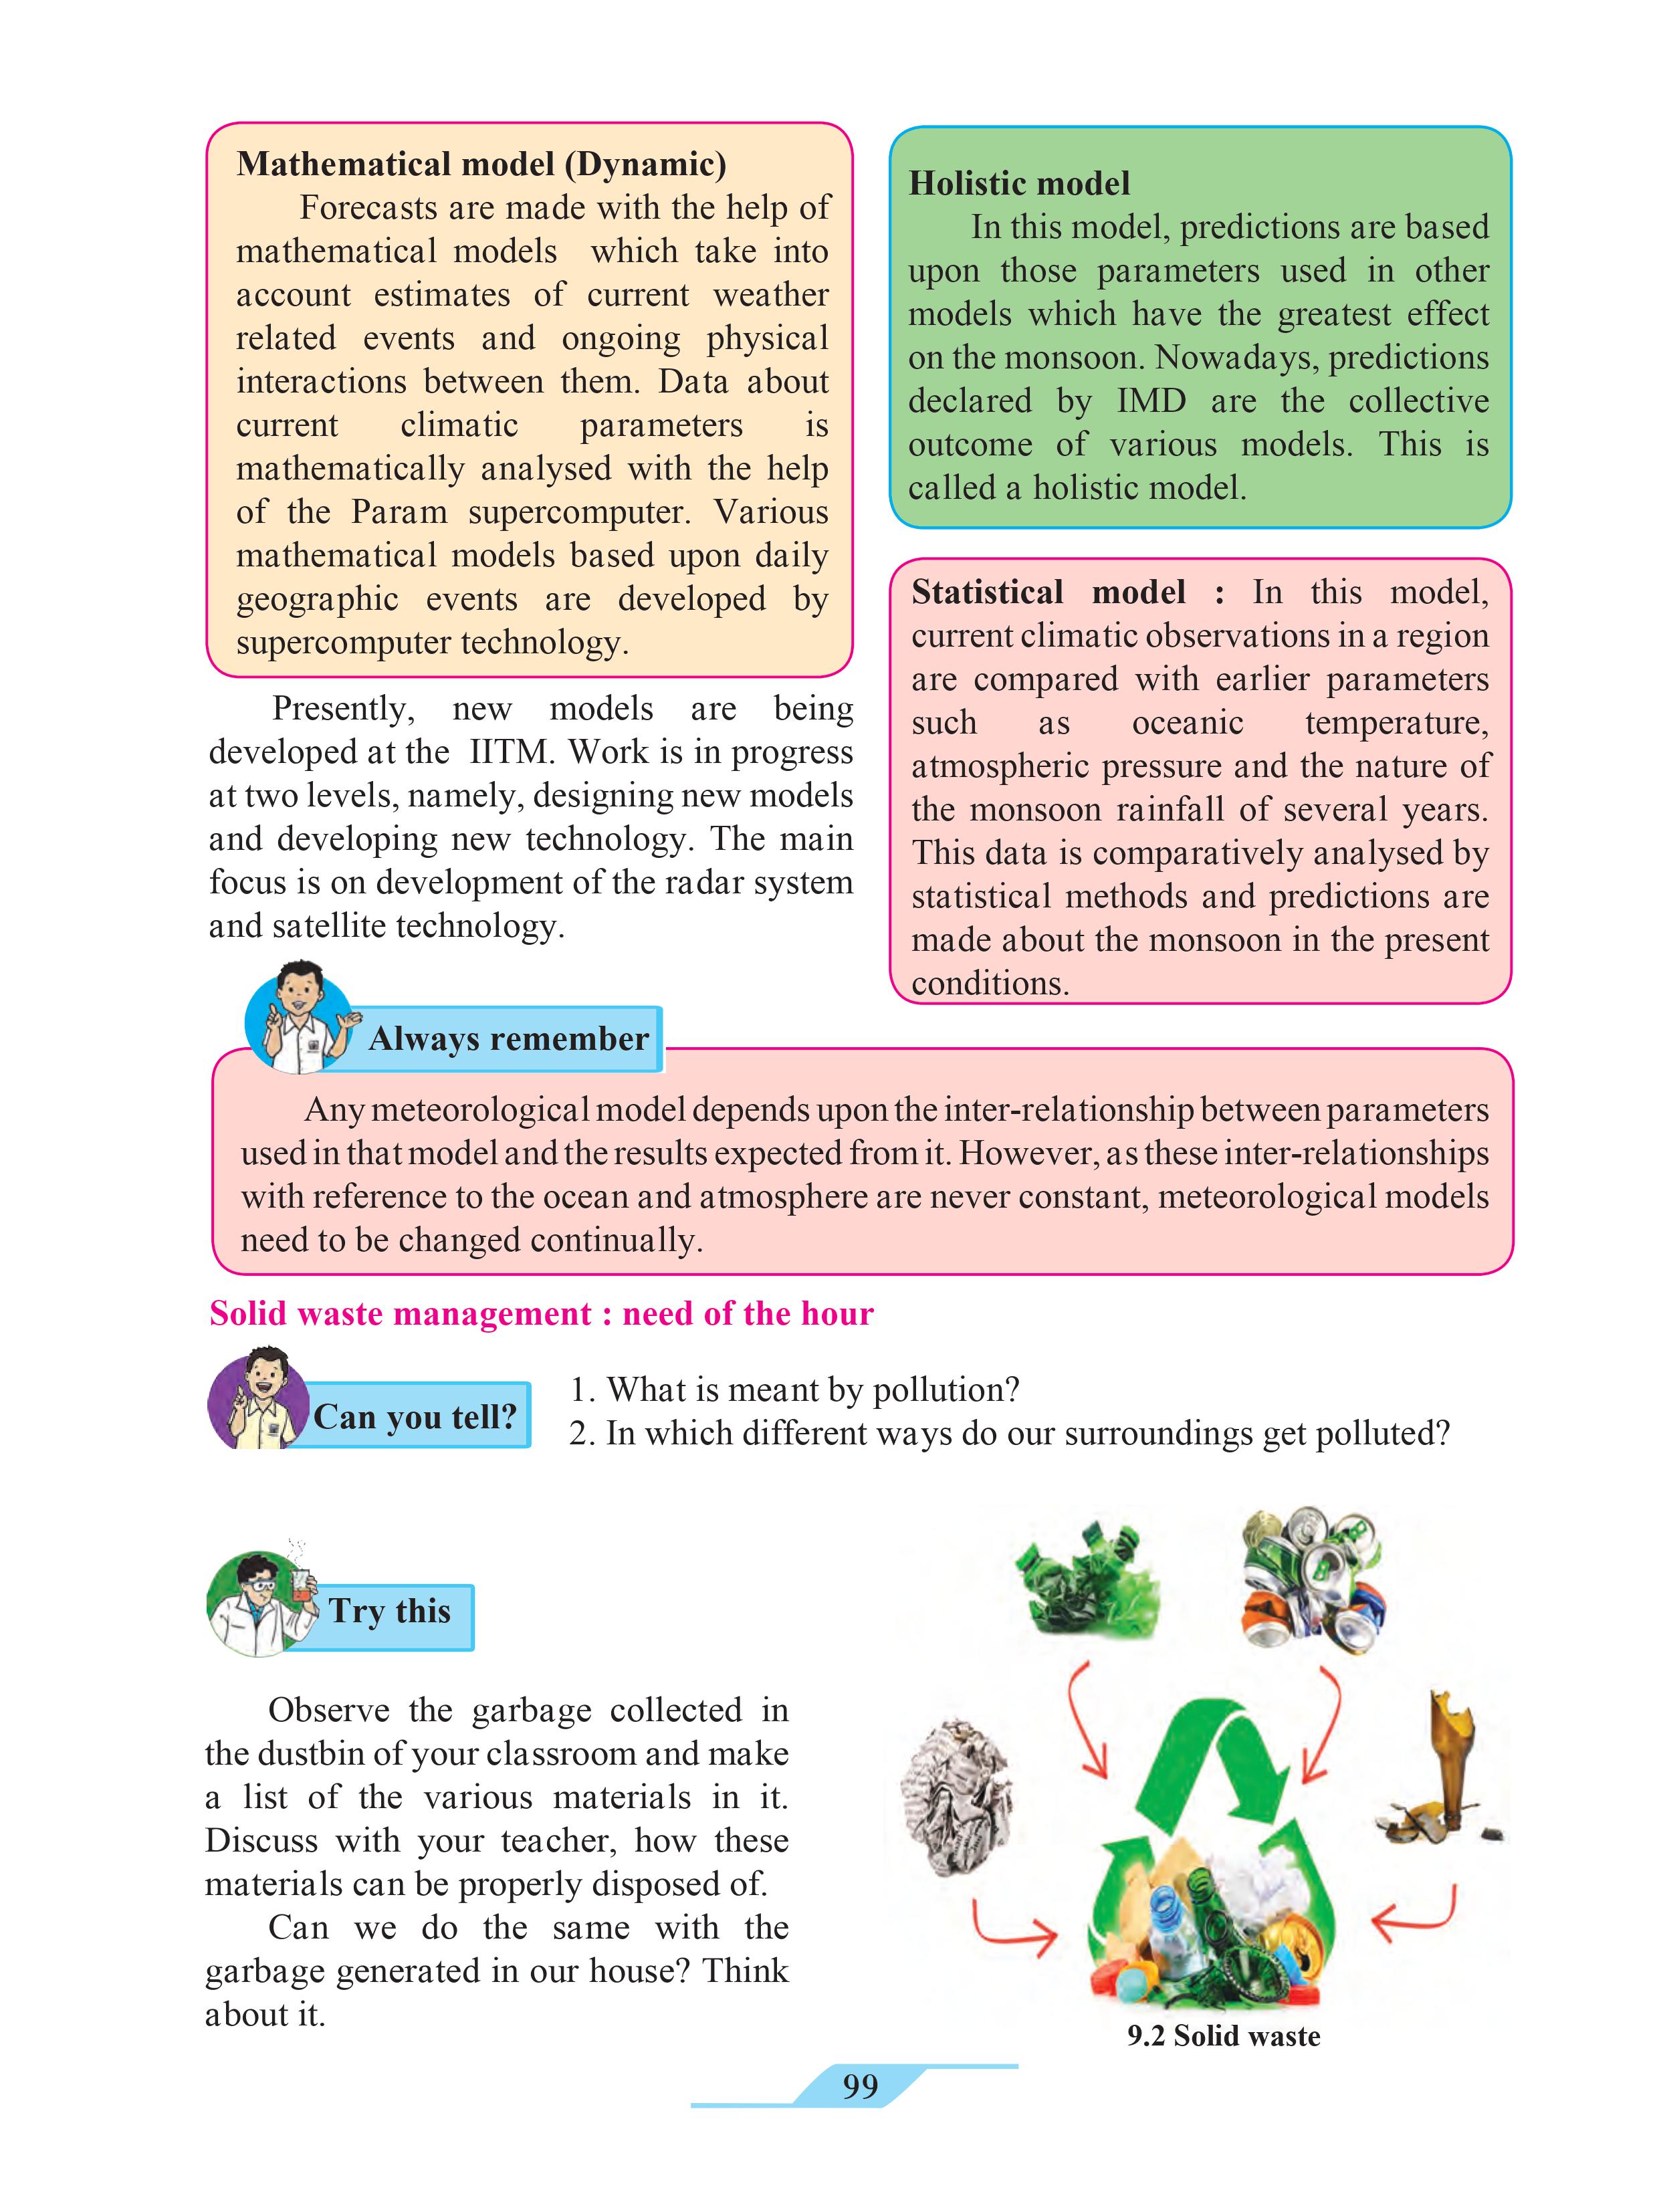 Mathematical model (Dynamic)
Forecasts are made with the help of
mathematical models which take into
account estimates of current weather
related events and ongoing physical
interactions between them. Data about
current climatic parameters is
mathematically analysed with the help
of the Param supercomputer. Various
mathematical models based upon daily
geographic events are developed by
supercomputer technology.
Presently, new models are being
developed at the IITM. Work is in progress
at two levels, namely, designing new models
and developing new technology. The main
focus is on development of the radar system
and satellite technology.
Holistic model
In this model, predictions are based
upon those parameters used in other
models which have the greatest effect
on the monsoon. Nowadays, predictions
declared by IMD are the collective
outcome of various models. This is
called a holistic model.
Statistical model : In this model,
current climatic observations in a region
are compared with earlier parameters
such as oceanic temperature,
atmospheric pressure and the nature of
the monsoon rainfall of several years.
This data is comparatively analysed by
statistical methods and predictions are
made about the monsoon in the present
conditions.
Always remember
Any meteorological model depends upon the inter-relationship between parameters
used in that model and the results expected from it. However, as these inter-relationships
with reference to the ocean and atmosphere are never constant, meteorological models
need to be changed continually.
Solid waste management : need of the hour
Can you tell?
1. What is meant by pollution?
2. In which different ways do our surroundings get polluted?
Try this
Observe the garbage collected in
the dustbin of your classroom and make
a list of the various materials in it.
Discuss with your teacher, how these
materials can be properly disposed of.
Can we do the same with the
garbage generated in our house? Think
about it.
9.2 Solid waste
99